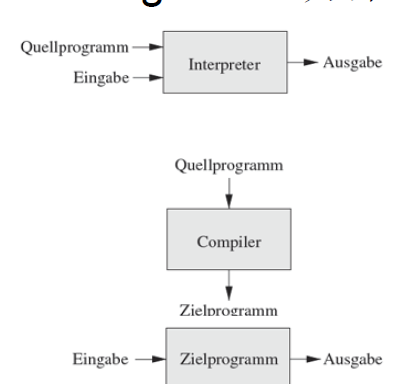 Quellprogramm
Interpreter
Ausgabe
Eingabe
Quellprogramm
Compiler
Zielprogramm
Eingabe
Zielprogramm
Ausgabe